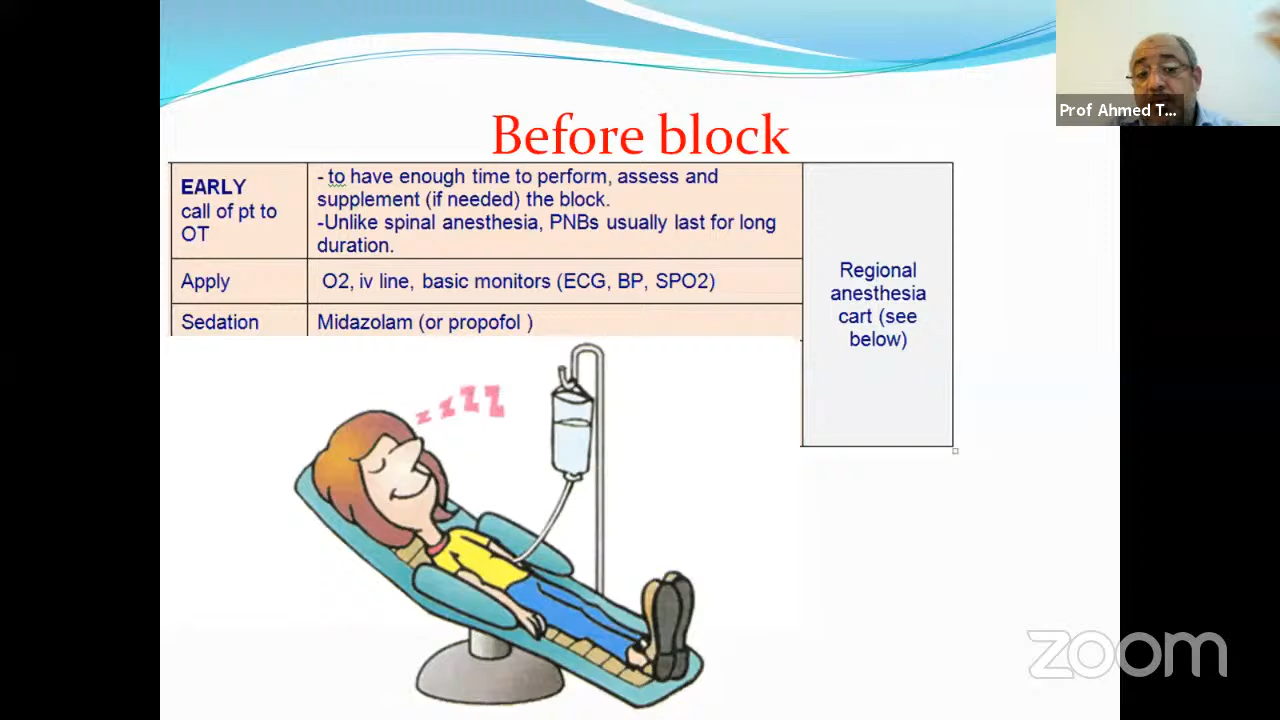 Prof Ahmed T...
Before block
EARLY
call of pt to
OT
- to have enough time to perform, assess and
supplement (if needed) the block.
-Unlike spinal anesthesia, PNBs usually last for long
duration.
Apply
O2, iv line, basic monitors (ECG, BP, SPO2)
Sedation
Midazolam (or propofol )
Regional
anesthesia
cart (see
below)
z z z z
zoom